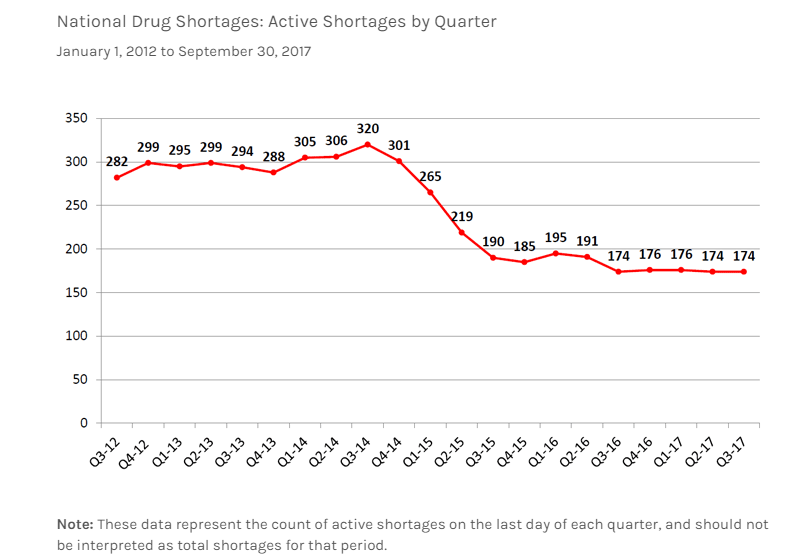 National Drug Shortages: Active Shortages by Quarter
January 1, 2012 to September 30, 2017
350
300
250
200
150
100
50
0
282
299
295
299
294
288
305
306
320
301
265
219
190
185
195
191
174
176
176
174
174
Q3-12
Q4-12
Q1-13
Q2-13
Q3-13
Q4-13
Q1-14
Q2-14
Q3-14
Q4-14
Q1-15
Q2-15
Q3-15
Q4-15
Q1-16
Q2-16
Q3-16
Q4-16
Q1-17
Q2-17
Q3-17
Note: These data represent the count of active shortages on the last day of each quarter, and should not
be interpreted as total shortages for that period.